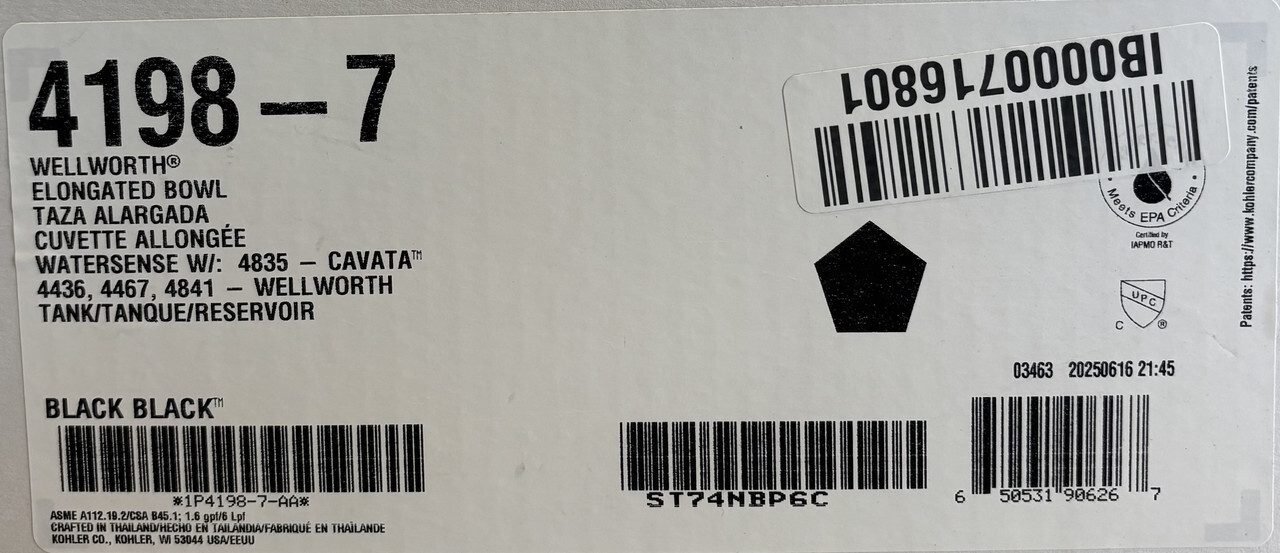 4198-7
WELLWORTH®
ELONGATED BOWL
TAZA ALARGADA
CUVETTE ALLONGÉE
WATERSENSE W/: 4835 - CAVATA™
4436, 4467, 4841 - WELLWORTH
TANK/TANQUE/RESERVOIR
IB000716801
Meets EPA Criteria
Certified by
IAPMO R&T
UPC
C ®
Patents: https://www.kohlercompany.com/patents
03463 20250616 21:45
BLACK BLACK™
*1P4198-7-AA*
ST74NBP6C
6 50531 90626 7
ASME A112.19.2/CSA B45.1; 1.6 gpf/6 Lpf
CRAFTED IN THAILAND/HECHO EN TAILANDIA/FABRIQUÉ EN THAÏLANDE
KOHLER CO., KOHLER, WI 53044 USA/EEUU